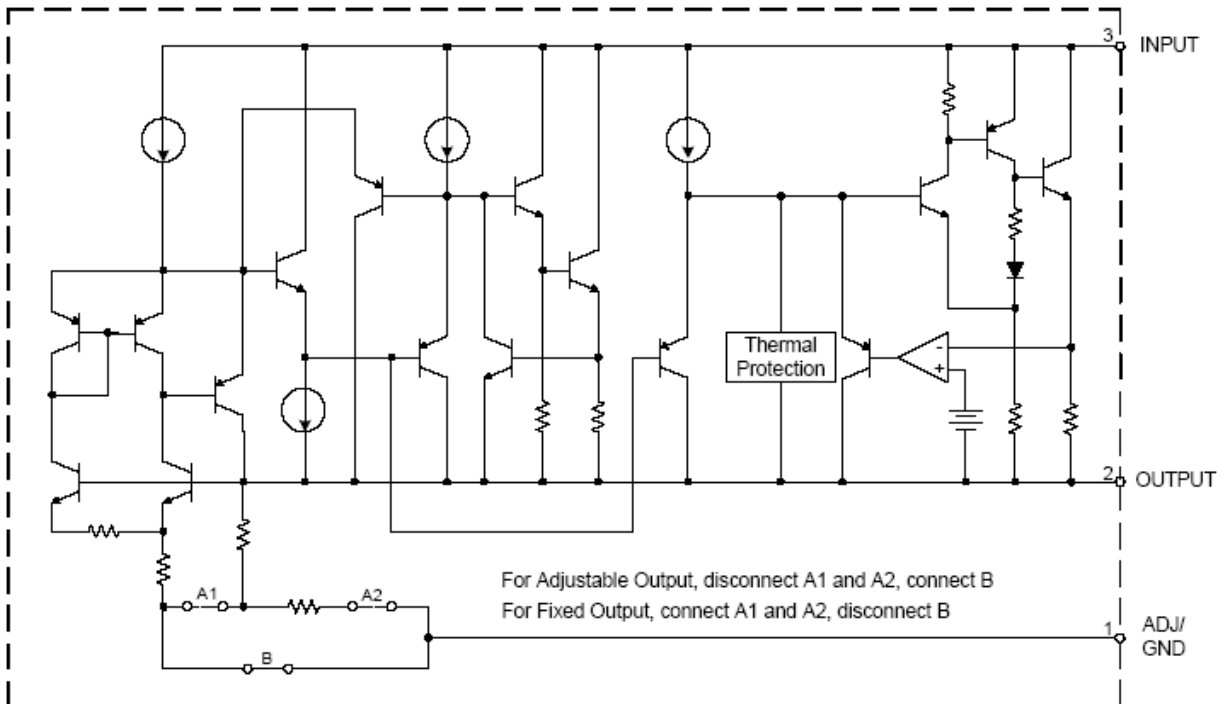 3 INPUT
Thermal
Protection
-
+
2 OUTPUT
For Adjustable Output, disconnect A1 and A2, connect B
For Fixed Output, connect A1 and A2, disconnect B
A1
A2
B
1 ADJ/
GND